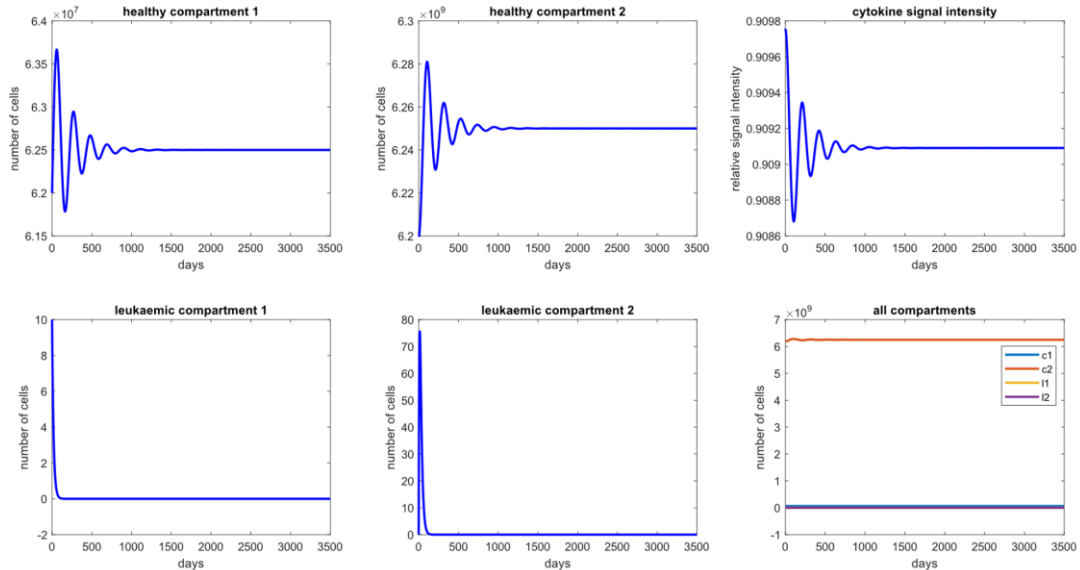 healthy compartment 1
×10⁷
6.4
6.35
6.3
6.25
6.2
6.15
number of cells
0 500 1000 1500 2000 2500 3000 3500
days
healthy compartment 2
×10⁹
6.3
6.28
6.26
6.24
6.22
6.2
number of cells
0 500 1000 1500 2000 2500 3000 3500
days
cytokine signal intensity
0.9098
0.9096
0.9094
0.9092
0.909
0.9088
0.9086
relative signal intensity
0 500 1000 1500 2000 2500 3000 3500
days
leukaemic compartment 1
10
8
6
4
2
0
-2
number of cells
0 500 1000 1500 2000 2500 3000 3500
days
leukaemic compartment 2
80
70
60
50
40
30
20
10
0
number of cells
0 500 1000 1500 2000 2500 3000 3500
days
all compartments
×10⁹
7
6
5
4
3
2
1
0
-1
number of cells
c1
c2
l1
l2
0 500 1000 1500 2000 2500 3000 3500
days